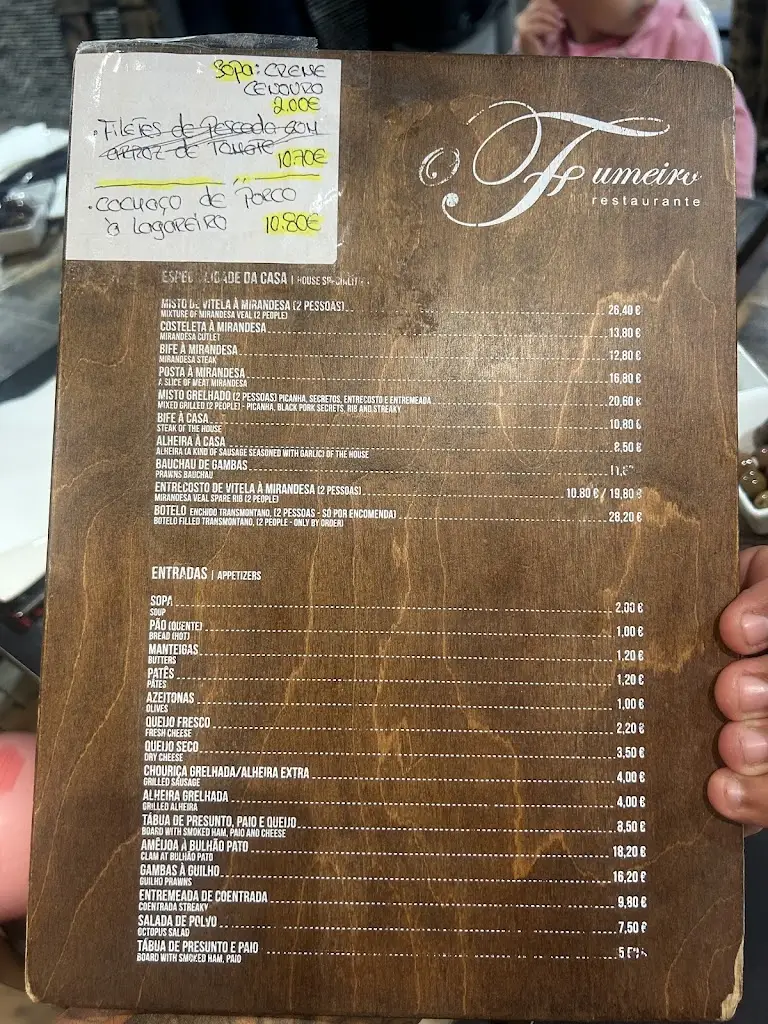 SOPA: CREME
CENOURA
2.00€
. FILETES de PESCADA COM
ARROZ DE TOMATE 10.70€
. CACHAÇO de PORCO
à LAGAREIRO 10.80€
O Fumeiro
restaurante
DA CASA | HOUSE
MISTO DE VITELA À MIRANDESA (2 PESSOAS) 26,40 €
MIXTURE OF MIRANDESA VEAL (2 PEOPLE)
COSTELETA À MIRANDESA 13,80 €
MIRANDESA CUTLET
BIFE À MIRANDESA 12,80 €
MIRANDESA STEAK
POSTA À MIRANDESA 16,80 €
A SLICE OF MEAT MIRANDESA
MISTO GRELHADO (2 PESSOAS) PICANHA, SECRETOS, ENTRECOSTO E ENTREMEADA 20,60 €
MIXED GRILLED (2 PEOPLE) - PICANHA, BLACK PORK SECRETS, RIB AND STREAKY
BIFE À CASA 10,80 €
STEAK OF THE HOUSE
ALHEIRA À CASA 8,50 €
ALHEIRA (A KIND OF SAUSAGE SEASONED WITH GARLIC) OF THE HOUSE
BAUCHAU DE GAMBAS
PRAWNS BAUCHAU
ENTRECOSTO DE VITELA À MIRANDESA (2 PESSOAS) 10.80 € / 19,80 €
MIRANDESA VEAL SPARE RIB (2 PEOPLE)
BOTELO ENCHIDO TRANSMONTANO, (2 PESSOAS - SÓ POR ENCOMENDA) 28,20 €
BOTELO FILLED TRANSMONTANO, (2 PEOPLE - ONLY BY ORDER)
ENTRADAS | APPETIZERS
SOPA 2,00 €
SOUP
PÃO (QUENTE) 1,00 €
BREAD (HOT)
MANTEIGAS 1,20 €
BUTTERS
PATÊS 1,20 €
PÂTÉS
AZEITONAS 1,00 €
OLIVES
QUEIJO FRESCO 2,20 €
FRESH CHEESE
QUEIJO SECO 3,50 €
DRY CHEESE
CHOURIÇA GRELHADA/ALHEIRA EXTRA 4,00 €
GRILLED SAUSAGE
ALHEIRA GRELHADA 4,00 €
GRILLED ALHEIRA
TÁBUA DE PRESUNTO, PAIO E QUEIJO 8,50 €
BOARD WITH SMOKED HAM, PAIO AND CHEESE
AMÊIJOA À BULHÃO PATO 18,20 €
CLAM AT BULHÃO PATO
GAMBAS À GUILHO 16,20 €
GUILHO PRAWNS
ENTREMEADA DE COENTRADA 9,80 €
COENTRADA STREAKY
SALADA DE POLVO 7,50 €
OCTOPUS SALAD
TÁBUA DE PRESUNTO E PAIO
BOARD WITH SMOKED HAM, PAIO